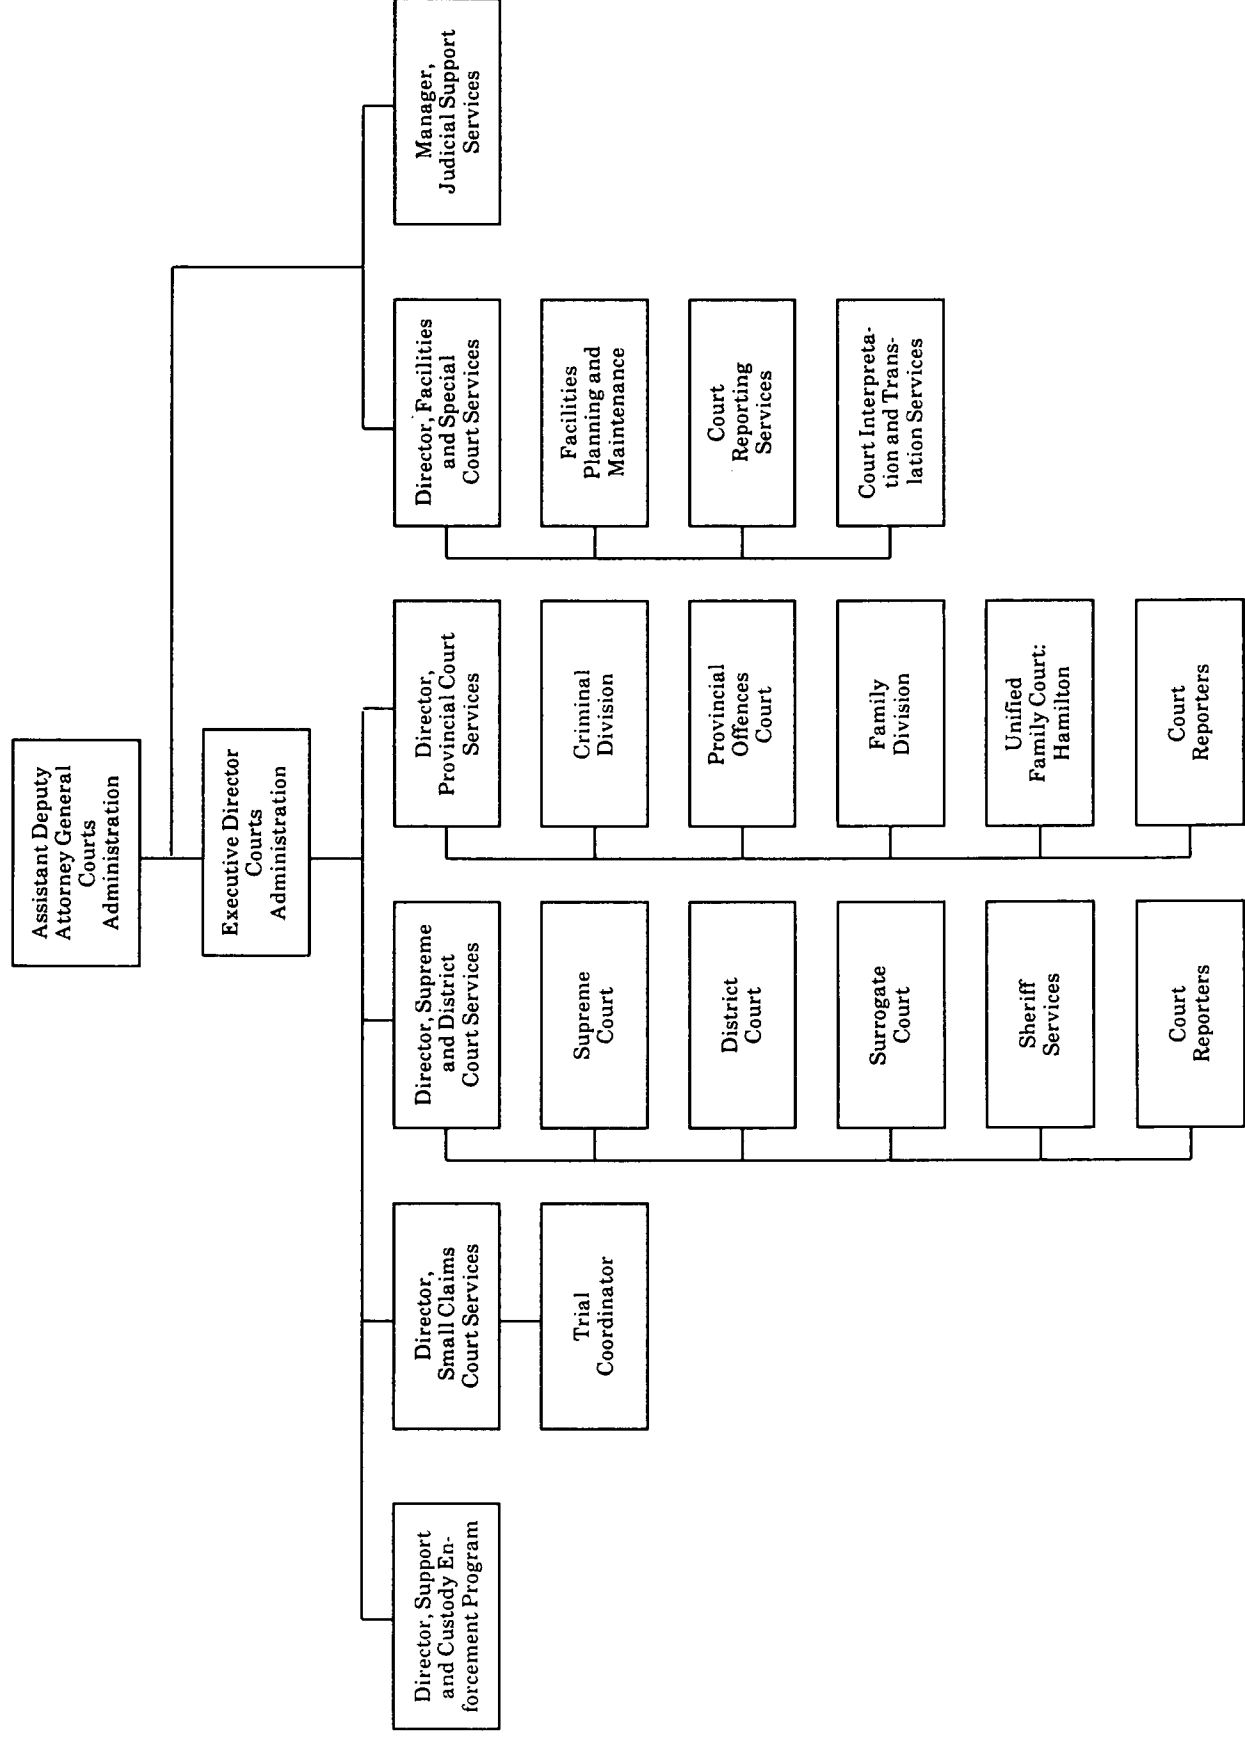 Assistant Deputy
Attorney General
Courts
Administration
Executive Director
Courts
Administration
Director, Support
and Custody En-
forcement Program
Director,
Small Claims
Court Services
Trial
Coordinator
Director, Supreme
and District
Court Services
Supreme
Court
District
Court
Surrogate
Court
Sheriff
Services
Court
Reporters
Director,
Provincial Court
Services
Criminal
Division
Provincial
Offences
Court
Family
Division
Unified
Family Court:
Hamilton
Court
Reporters
Director, Facilities
and Special
Court Services
Facilities
Planning and
Maintenance
Court
Reporting
Services
Court Interpreta-
tion and Trans-
lation Services
Manager,
Judicial Support
Services